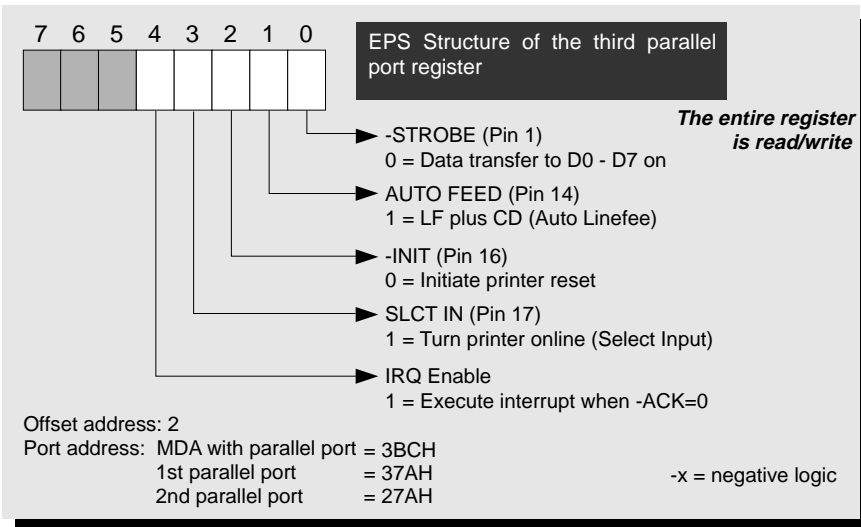 7 6 5 4 3 2 1 0
EPS Structure of the third parallel
port register
The entire register
is read/write
-STROBE (Pin 1)
0 = Data transfer to D0 - D7 on
AUTO FEED (Pin 14)
1 = LF plus CD (Auto Linefee)
-INIT (Pin 16)
0 = Initiate printer reset
SLCT IN (Pin 17)
1 = Turn printer online (Select Input)
IRQ Enable
1 = Execute interrupt when -ACK=0
Offset address: 2
Port address: MDA with parallel port = 3BCH
1st parallel port = 37AH
2nd parallel port = 27AH
-x = negative logic